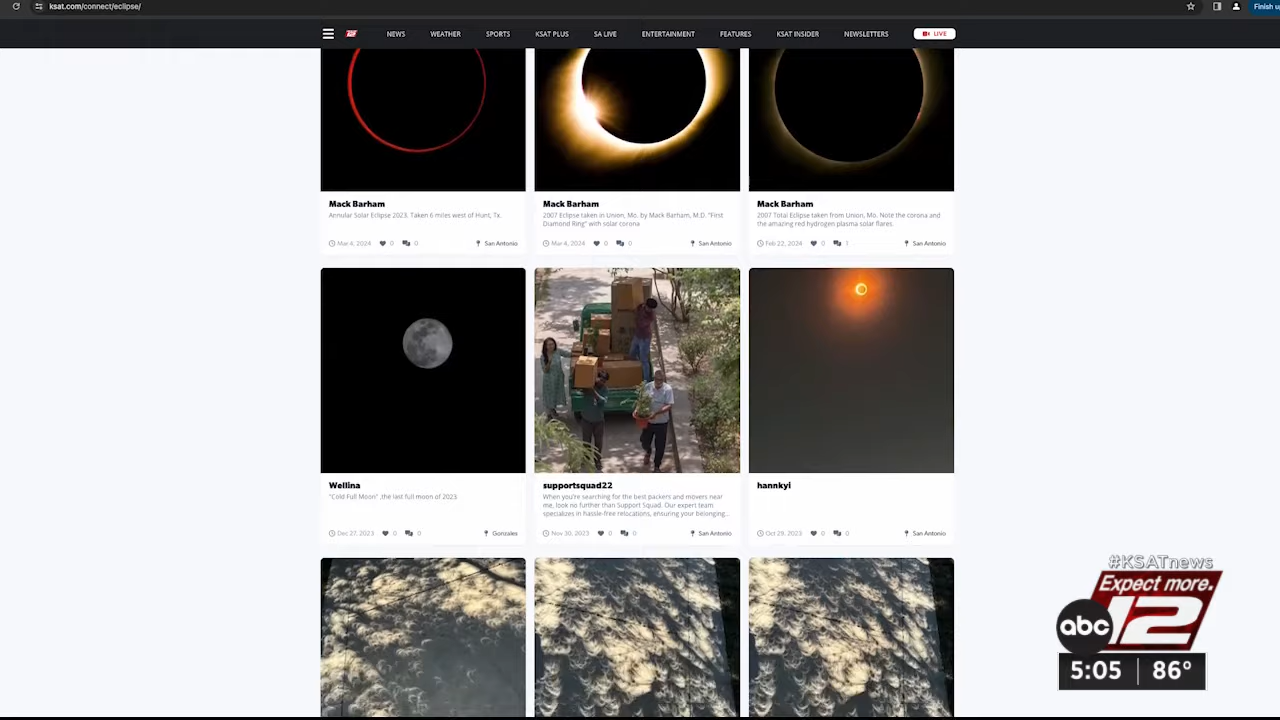 ksat.com/connect/eclipse/
Finish u
NEWS WEATHER SPORTS KSAT PLUS SA LIVE ENTERTAINMENT FEATURES KSAT INSIDER NEWSLETTERS LIVE
Mack Barham
Annular Solar Eclipse 2023. Taken 6 miles west of Hunt, Tx.
Mar 4, 2024 0 0 San Antonio
Mack Barham
2007 Eclipse taken in Union, Mo. by Mack Barham, M.D. "First
Diamond Ring" with solar corona
Mar 4, 2024 0 0 San Antonio
Mack Barham
2007 Total Eclipse taken from Union, Mo. Note the corona and
the amazing red hydrogen plasma solar flares
Feb 22, 2024 0 1 San Antonio
Wellina
"Cold Full Moon" ,the last full moon of 2023
Dec 27, 2023 0 0 Gonzales
supportsquad22
When you're searching for the best packers and movers near
me, look no further than Support Squad. Our expert team
specializes in hassle-free relocations, ensuring your belonging...
Nov 30, 2023 0 0 San Antonio
hannkyi
Oct 29, 2023 0 0 San Antonio
#KSATnews
Expect more.
abc 12
5:05 86°